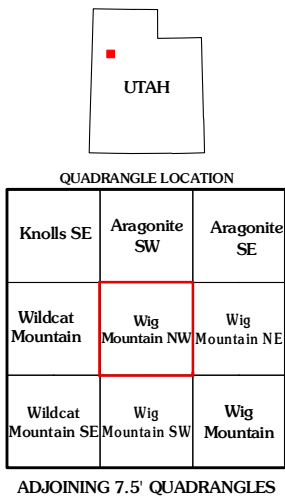 UTAH
QUADRANGLE LOCATION
Knolls SE
Aragonite
SW
Aragonite
SE
Wildcat
Mountain
Wig
Mountain NW
Wig
Mountain NE
Wildcat
Mountain SE
Wig
Mountain SW
Wig
Mountain
ADJOINING 7.5' QUADRANGLES